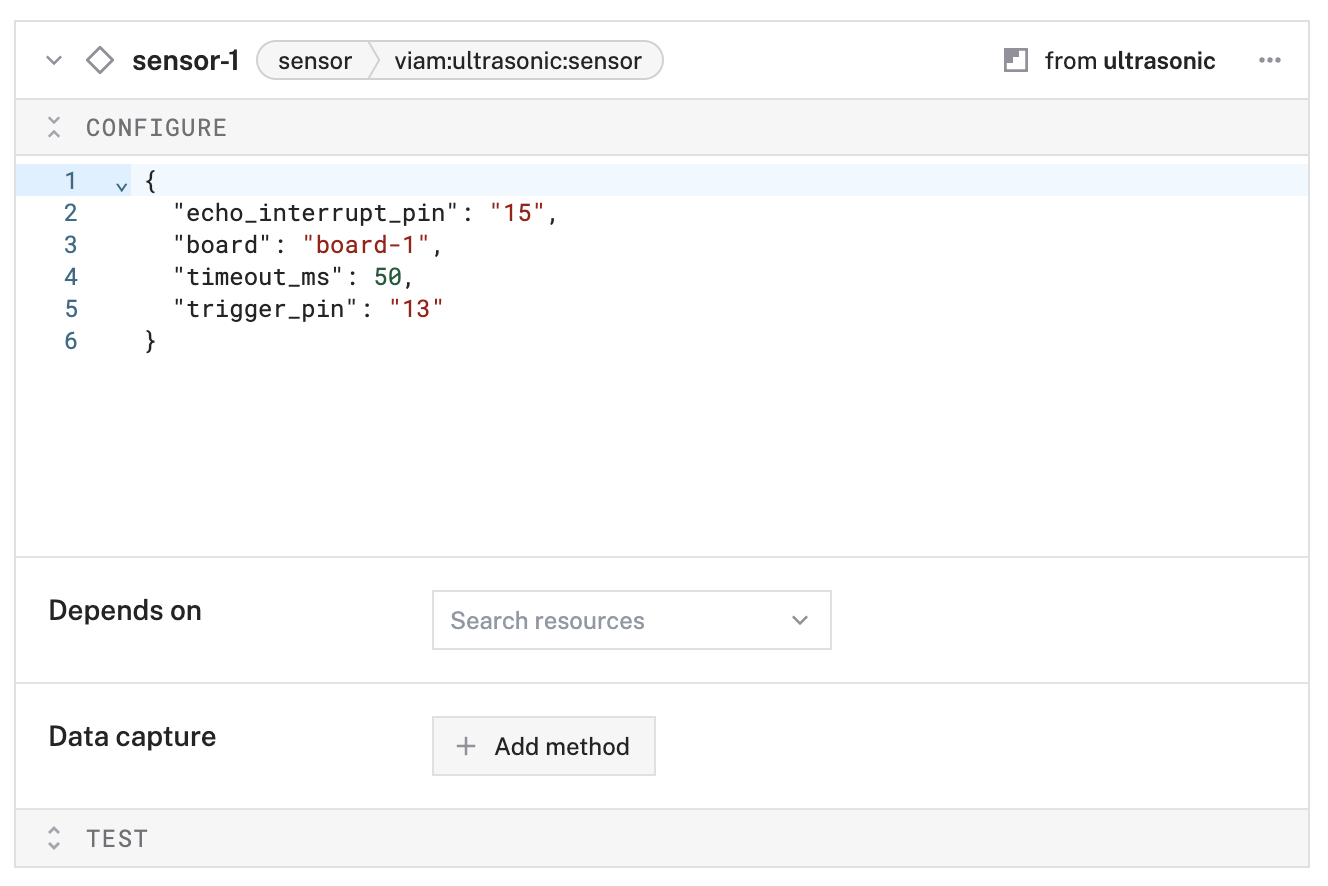 sensor-1 sensor viam:ultrasonic:sensor from ultrasonic
CONFIGURE
1 {
2 "echo_interrupt_pin": "15",
3 "board": "board-1",
4 "timeout_ms": 50,
5 "trigger_pin": "13"
6 }
Depends on Search resources
Data capture + Add method
TEST